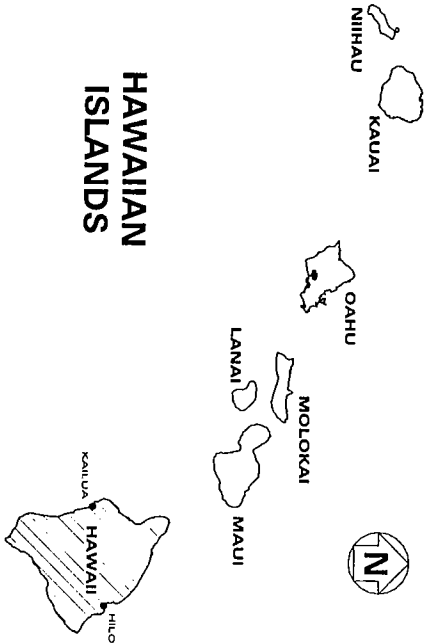 NIIHAU
KAUAI
OAHU
MOLOKAI
LANAI
MAUI
HAWAIIAN
ISLANDS
N
KAILUA
HAWAII
HILO